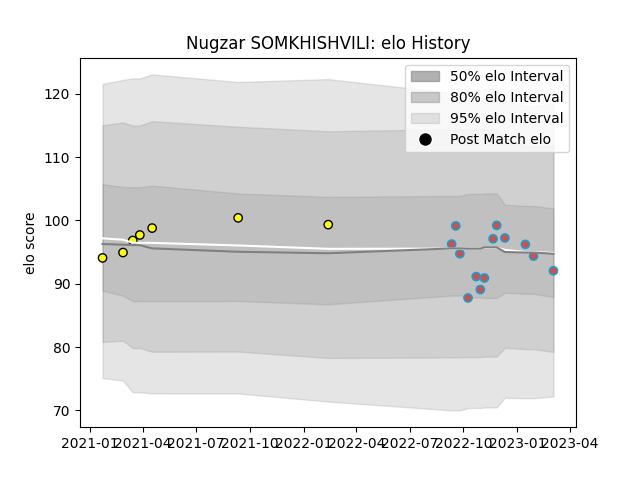 Nugzar SOMKHISHVILI: elo History
50% elo Interval
80% elo Interval
95% elo Interval
Post Match elo
elo score
120
110
100
90
80
70
2021-01 2021-04 2021-07 2021-10 2022-01 2022-04 2022-07 2022-10 2023-01 2023-04